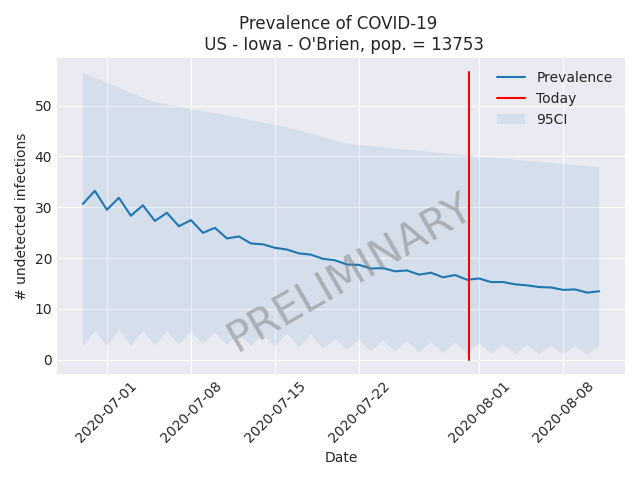 Prevalence of COVID-19
US - Iowa - O'Brien, pop. = 13753
Prevalence
Today
95CI
# undetected infections
50
40
30
20
10
0
PRELIMINARY
2020-07-01
2020-07-08
2020-07-15
2020-07-22
2020-08-01
2020-08-08
Date